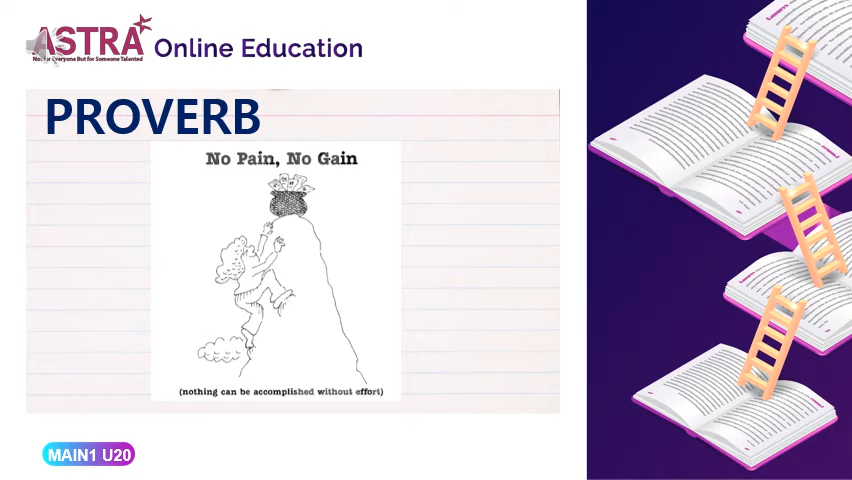 ASTRA
Not for Everyone But for Someone Talented
Online Education
PROVERB
No Pain, No Gain
(nothing can be accomplished without effort)
MAIN1 U20